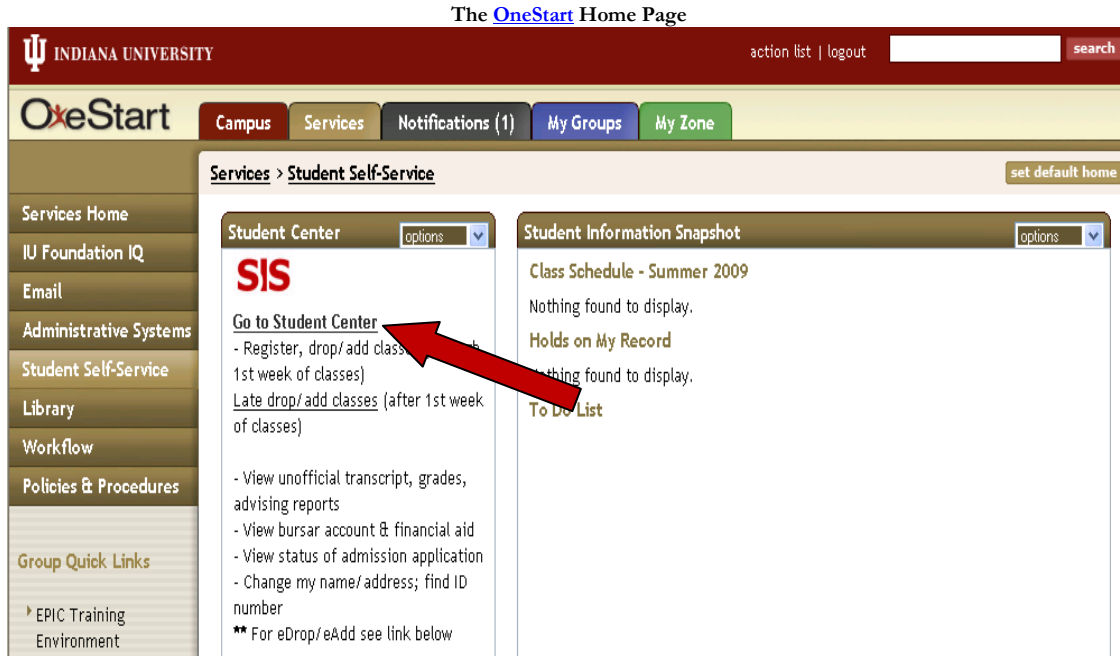 The OneStart Home Page
INDIANA UNIVERSITY
action list | logout
search
OneStart
Campus
Services
Notifications (1)
My Groups
My Zone
Services > Student Self-Service
set default home
Services Home
IU Foundation IQ
Email
Administrative Systems
Student Self-Service
Library
Workflow
Policies & Procedures
Group Quick Links
EPIC Training
Environment
Student Center
options
SIS
Go to Student Center
- Register, drop/add
1st week of classes)
Late drop/add classes (after 1st week
of classes)
- View unofficial transcript, grades,
advising reports
- View bursar account & financial aid
- View status of admission application
- Change my name/address; find ID
number
** For eDrop/eAdd see link below
Student Information Snapshot
options
Class Schedule - Summer 2009
Nothing found to display.
Holds on My Record
found to display.
To Do List